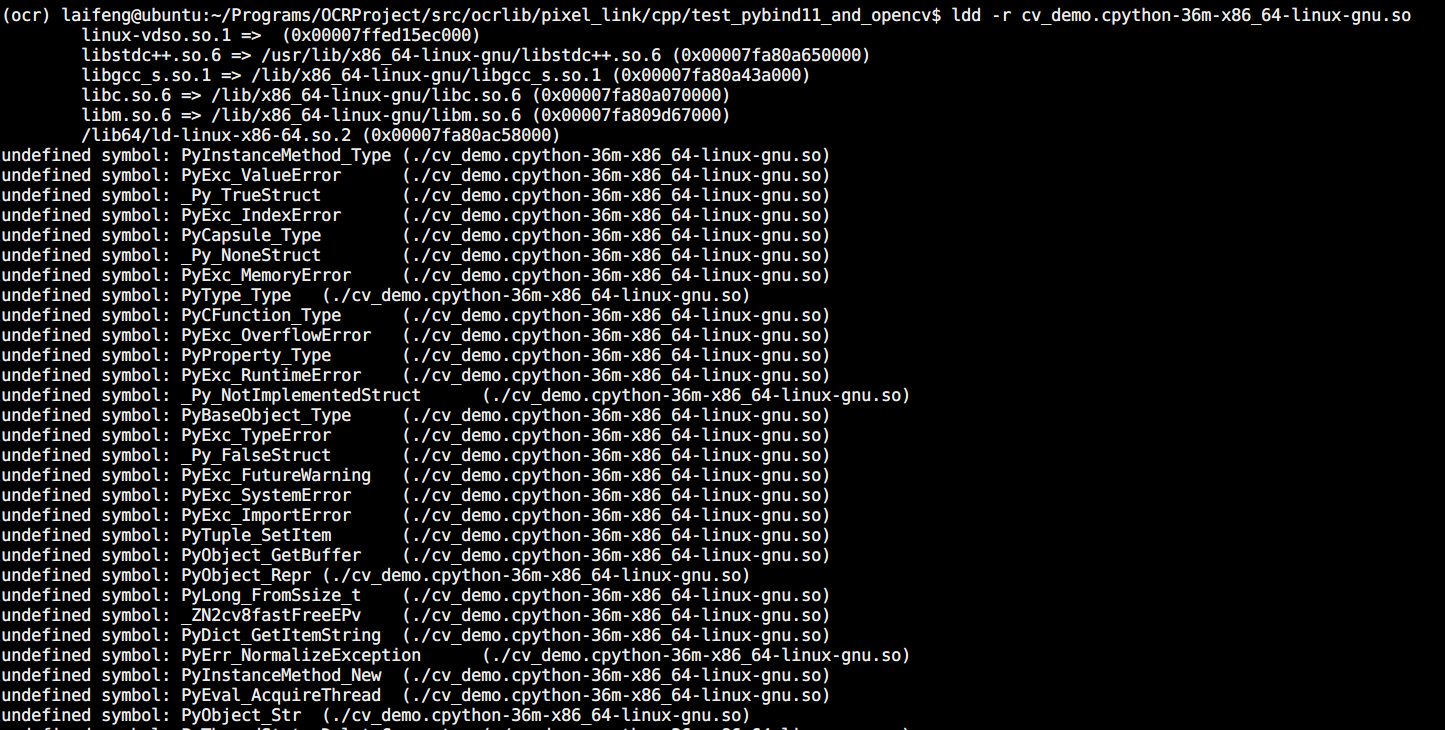 (ocr) laifeng@ubuntu:~/Programs/OCRProject/src/ocrlib/pixel_link/cpp/test_pybind11_and_opencv$ ldd -r cv_demo.cpython-36m-x86_64-linux-gnu.so
linux-vdso.so.1 =>  (0x00007ffed15ec000)
libstdc++.so.6 => /usr/lib/x86_64-linux-gnu/libstdc++.so.6 (0x00007fa80a650000)
libgcc_s.so.1 => /lib/x86_64-linux-gnu/libgcc_s.so.1 (0x00007fa80a43a000)
libc.so.6 => /lib/x86_64-linux-gnu/libc.so.6 (0x00007fa80a070000)
libm.so.6 => /lib/x86_64-linux-gnu/libm.so.6 (0x00007fa809d67000)
/lib64/ld-linux-x86-64.so.2 (0x00007fa80ac58000)
undefined symbol: PyInstanceMethod_Type (./cv_demo.cpython-36m-x86_64-linux-gnu.so)
undefined symbol: PyExc_ValueError (./cv_demo.cpython-36m-x86_64-linux-gnu.so)
undefined symbol: _Py_TrueStruct (./cv_demo.cpython-36m-x86_64-linux-gnu.so)
undefined symbol: PyExc_IndexError (./cv_demo.cpython-36m-x86_64-linux-gnu.so)
undefined symbol: PyCapsule_Type (./cv_demo.cpython-36m-x86_64-linux-gnu.so)
undefined symbol: _Py_NoneStruct (./cv_demo.cpython-36m-x86_64-linux-gnu.so)
undefined symbol: PyExc_MemoryError (./cv_demo.cpython-36m-x86_64-linux-gnu.so)
undefined symbol: PyType_Type (./cv_demo.cpython-36m-x86_64-linux-gnu.so)
undefined symbol: PyCFunction_Type (./cv_demo.cpython-36m-x86_64-linux-gnu.so)
undefined symbol: PyExc_OverflowError (./cv_demo.cpython-36m-x86_64-linux-gnu.so)
undefined symbol: PyProperty_Type (./cv_demo.cpython-36m-x86_64-linux-gnu.so)
undefined symbol: PyExc_RuntimeError (./cv_demo.cpython-36m-x86_64-linux-gnu.so)
undefined symbol: _Py_NotImplementedStruct (./cv_demo.cpython-36m-x86_64-linux-gnu.so)
undefined symbol: PyBaseObject_Type (./cv_demo.cpython-36m-x86_64-linux-gnu.so)
undefined symbol: PyExc_TypeError (./cv_demo.cpython-36m-x86_64-linux-gnu.so)
undefined symbol: _Py_FalseStruct (./cv_demo.cpython-36m-x86_64-linux-gnu.so)
undefined symbol: PyExc_FutureWarning (./cv_demo.cpython-36m-x86_64-linux-gnu.so)
undefined symbol: PyExc_SystemError (./cv_demo.cpython-36m-x86_64-linux-gnu.so)
undefined symbol: PyExc_ImportError (./cv_demo.cpython-36m-x86_64-linux-gnu.so)
undefined symbol: PyTuple_SetItem (./cv_demo.cpython-36m-x86_64-linux-gnu.so)
undefined symbol: PyObject_GetBuffer (./cv_demo.cpython-36m-x86_64-linux-gnu.so)
undefined symbol: PyObject_Repr (./cv_demo.cpython-36m-x86_64-linux-gnu.so)
undefined symbol: PyLong_FromSsize_t (./cv_demo.cpython-36m-x86_64-linux-gnu.so)
undefined symbol: _ZN2cv8fastFreeEPv (./cv_demo.cpython-36m-x86_64-linux-gnu.so)
undefined symbol: PyDict_GetItemString (./cv_demo.cpython-36m-x86_64-linux-gnu.so)
undefined symbol: PyErr_NormalizeException (./cv_demo.cpython-36m-x86_64-linux-gnu.so)
undefined symbol: PyInstanceMethod_New (./cv_demo.cpython-36m-x86_64-linux-gnu.so)
undefined symbol: PyEval_AcquireThread (./cv_demo.cpython-36m-x86_64-linux-gnu.so)
undefined symbol: PyObject_Str (./cv_demo.cpython-36m-x86_64-linux-gnu.so)